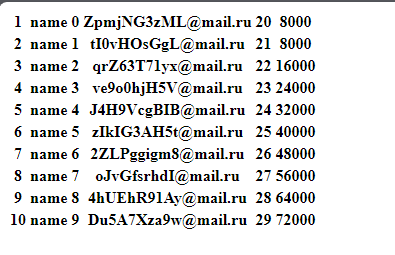 1 name 0 ZpmjNG3zML@mail.ru 20 8000
2 name 1 tI0vHOsGgL@mail.ru 21 8000
3 name 2 qrZ63T71yx@mail.ru 22 16000
4 name 3 ve9o0hjH5V@mail.ru 23 24000
5 name 4 J4H9VcgBIB@mail.ru 24 32000
6 name 5 zIkIG3AH5t@mail.ru 25 40000
7 name 6 2ZLPggigm8@mail.ru 26 48000
8 name 7 oJvGfsrhdI@mail.ru 27 56000
9 name 8 4hUEhR91Ay@mail.ru 28 64000
10 name 9 Du5A7Xza9w@mail.ru 29 72000